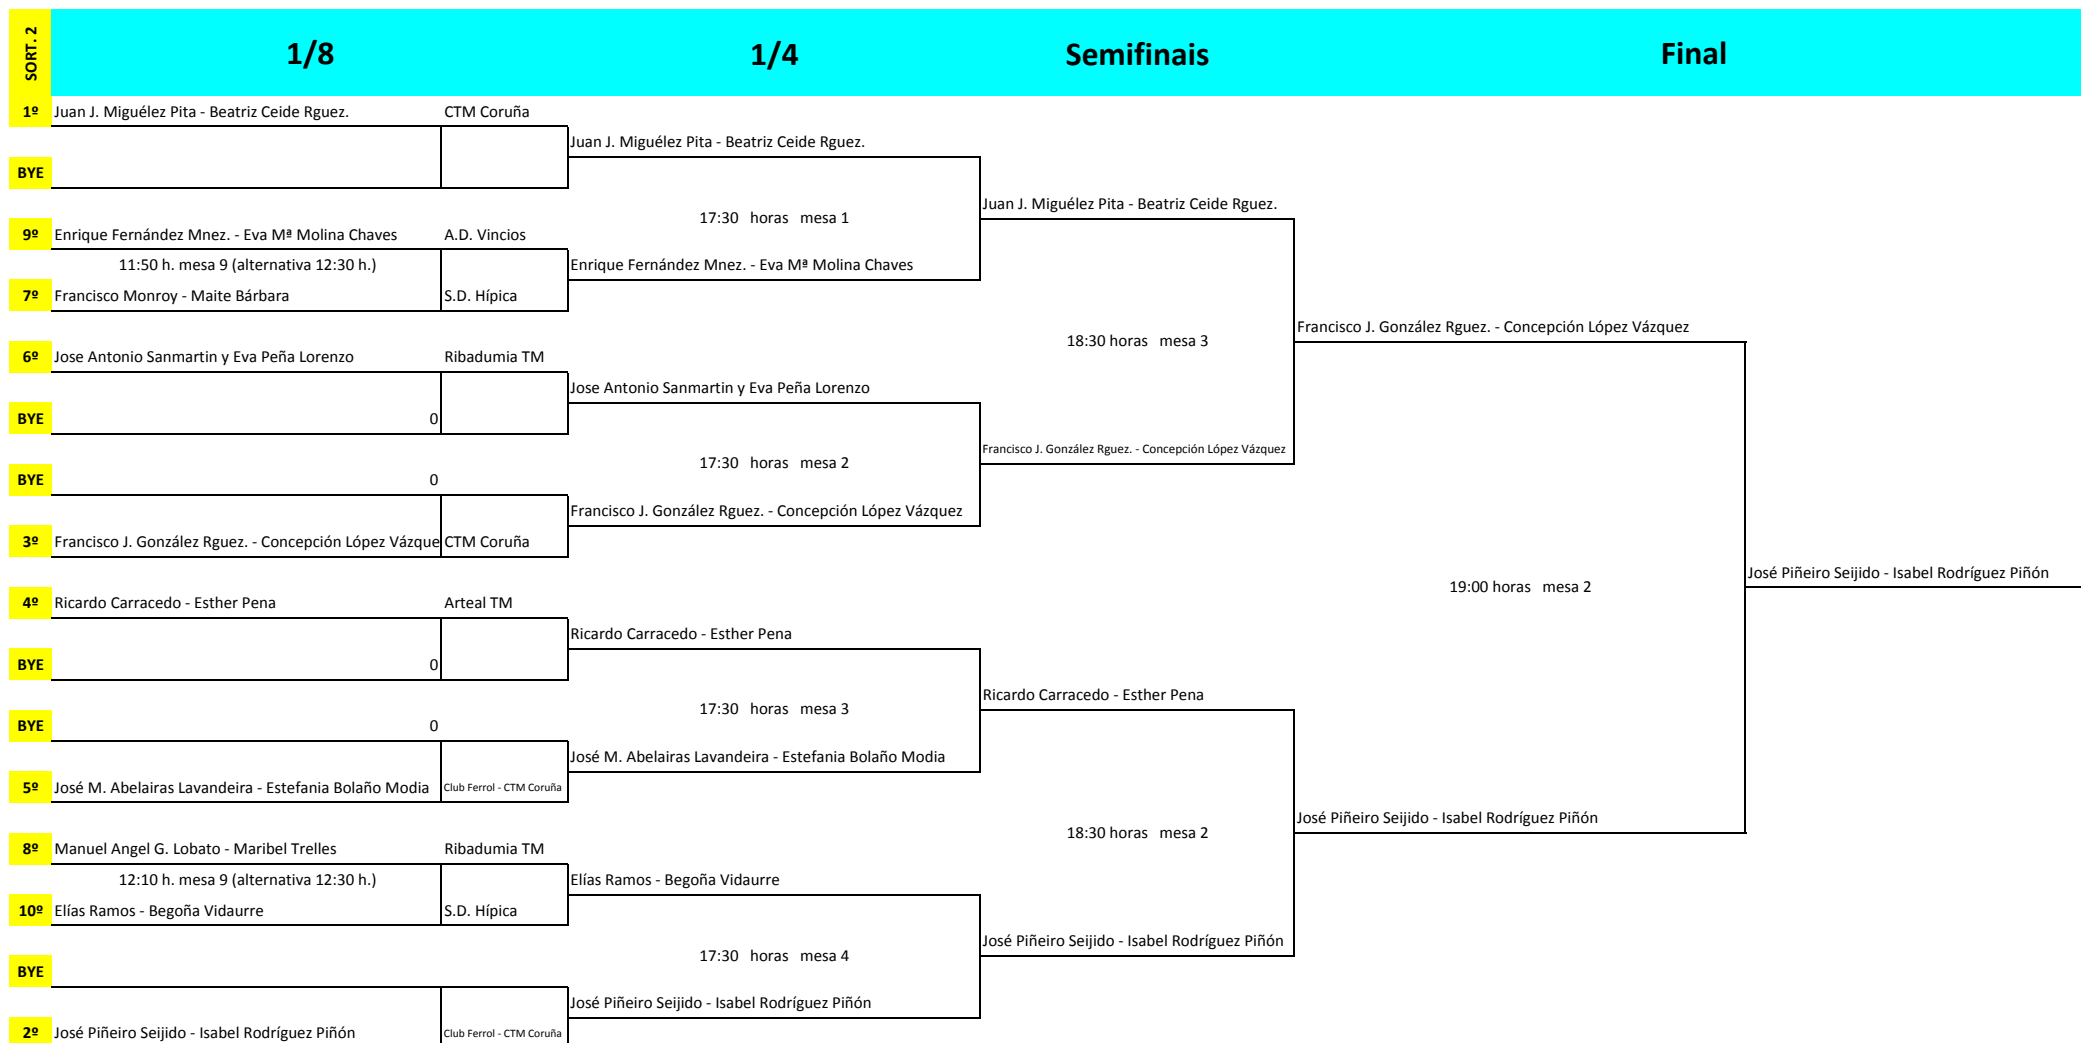 SORT. 2 1/8 1/4 Semifinais Final
1º Juan J. Miguélez Pita - Beatriz Ceide Rguez. CTM Coruña
Juan J. Miguélez Pita - Beatriz Ceide Rguez.
BYE
Juan J. Miguélez Pita - Beatriz Ceide Rguez.
17:30 horas mesa 1
9º Enrique Fernández Mnez. - Eva Mª Molina Chaves A.D. Vincios
11:50 h. mesa 9 (alternativa 12:30 h.) Enrique Fernández Mnez. - Eva Mª Molina Chaves
7º Francisco Monroy - Maite Bárbara S.D. Hípica
Francisco J. González Rguez. - Concepción López Vázquez
18:30 horas mesa 3
6º Jose Antonio Sanmartin y Eva Peña Lorenzo Ribadumia TM
Jose Antonio Sanmartin y Eva Peña Lorenzo
BYE 0
Francisco J. González Rguez. - Concepción López Vázquez
17:30 horas mesa 2
BYE 0
Francisco J. González Rguez. - Concepción López Vázquez
3º Francisco J. González Rguez. - Concepción López Vázque CTM Coruña
José Piñeiro Seijido - Isabel Rodríguez Piñón
19:00 horas mesa 2
4º Ricardo Carracedo - Esther Pena Arteal TM
Ricardo Carracedo - Esther Pena
BYE 0
Ricardo Carracedo - Esther Pena
17:30 horas mesa 3
BYE 0
José M. Abelairas Lavandeira - Estefania Bolaño Modia
5º José M. Abelairas Lavandeira - Estefania Bolaño Modia Club Ferrol - CTM Coruña
José Piñeiro Seijido - Isabel Rodríguez Piñón
18:30 horas mesa 2
8º Manuel Angel G. Lobato - Maribel Trelles Ribadumia TM
12:10 h. mesa 9 (alternativa 12:30 h.) Elías Ramos - Begoña Vidaurre
10º Elías Ramos - Begoña Vidaurre S.D. Hípica
José Piñeiro Seijido - Isabel Rodríguez Piñón
17:30 horas mesa 4
BYE
José Piñeiro Seijido - Isabel Rodríguez Piñón
2º José Piñeiro Seijido - Isabel Rodríguez Piñón Club Ferrol - CTM Coruña